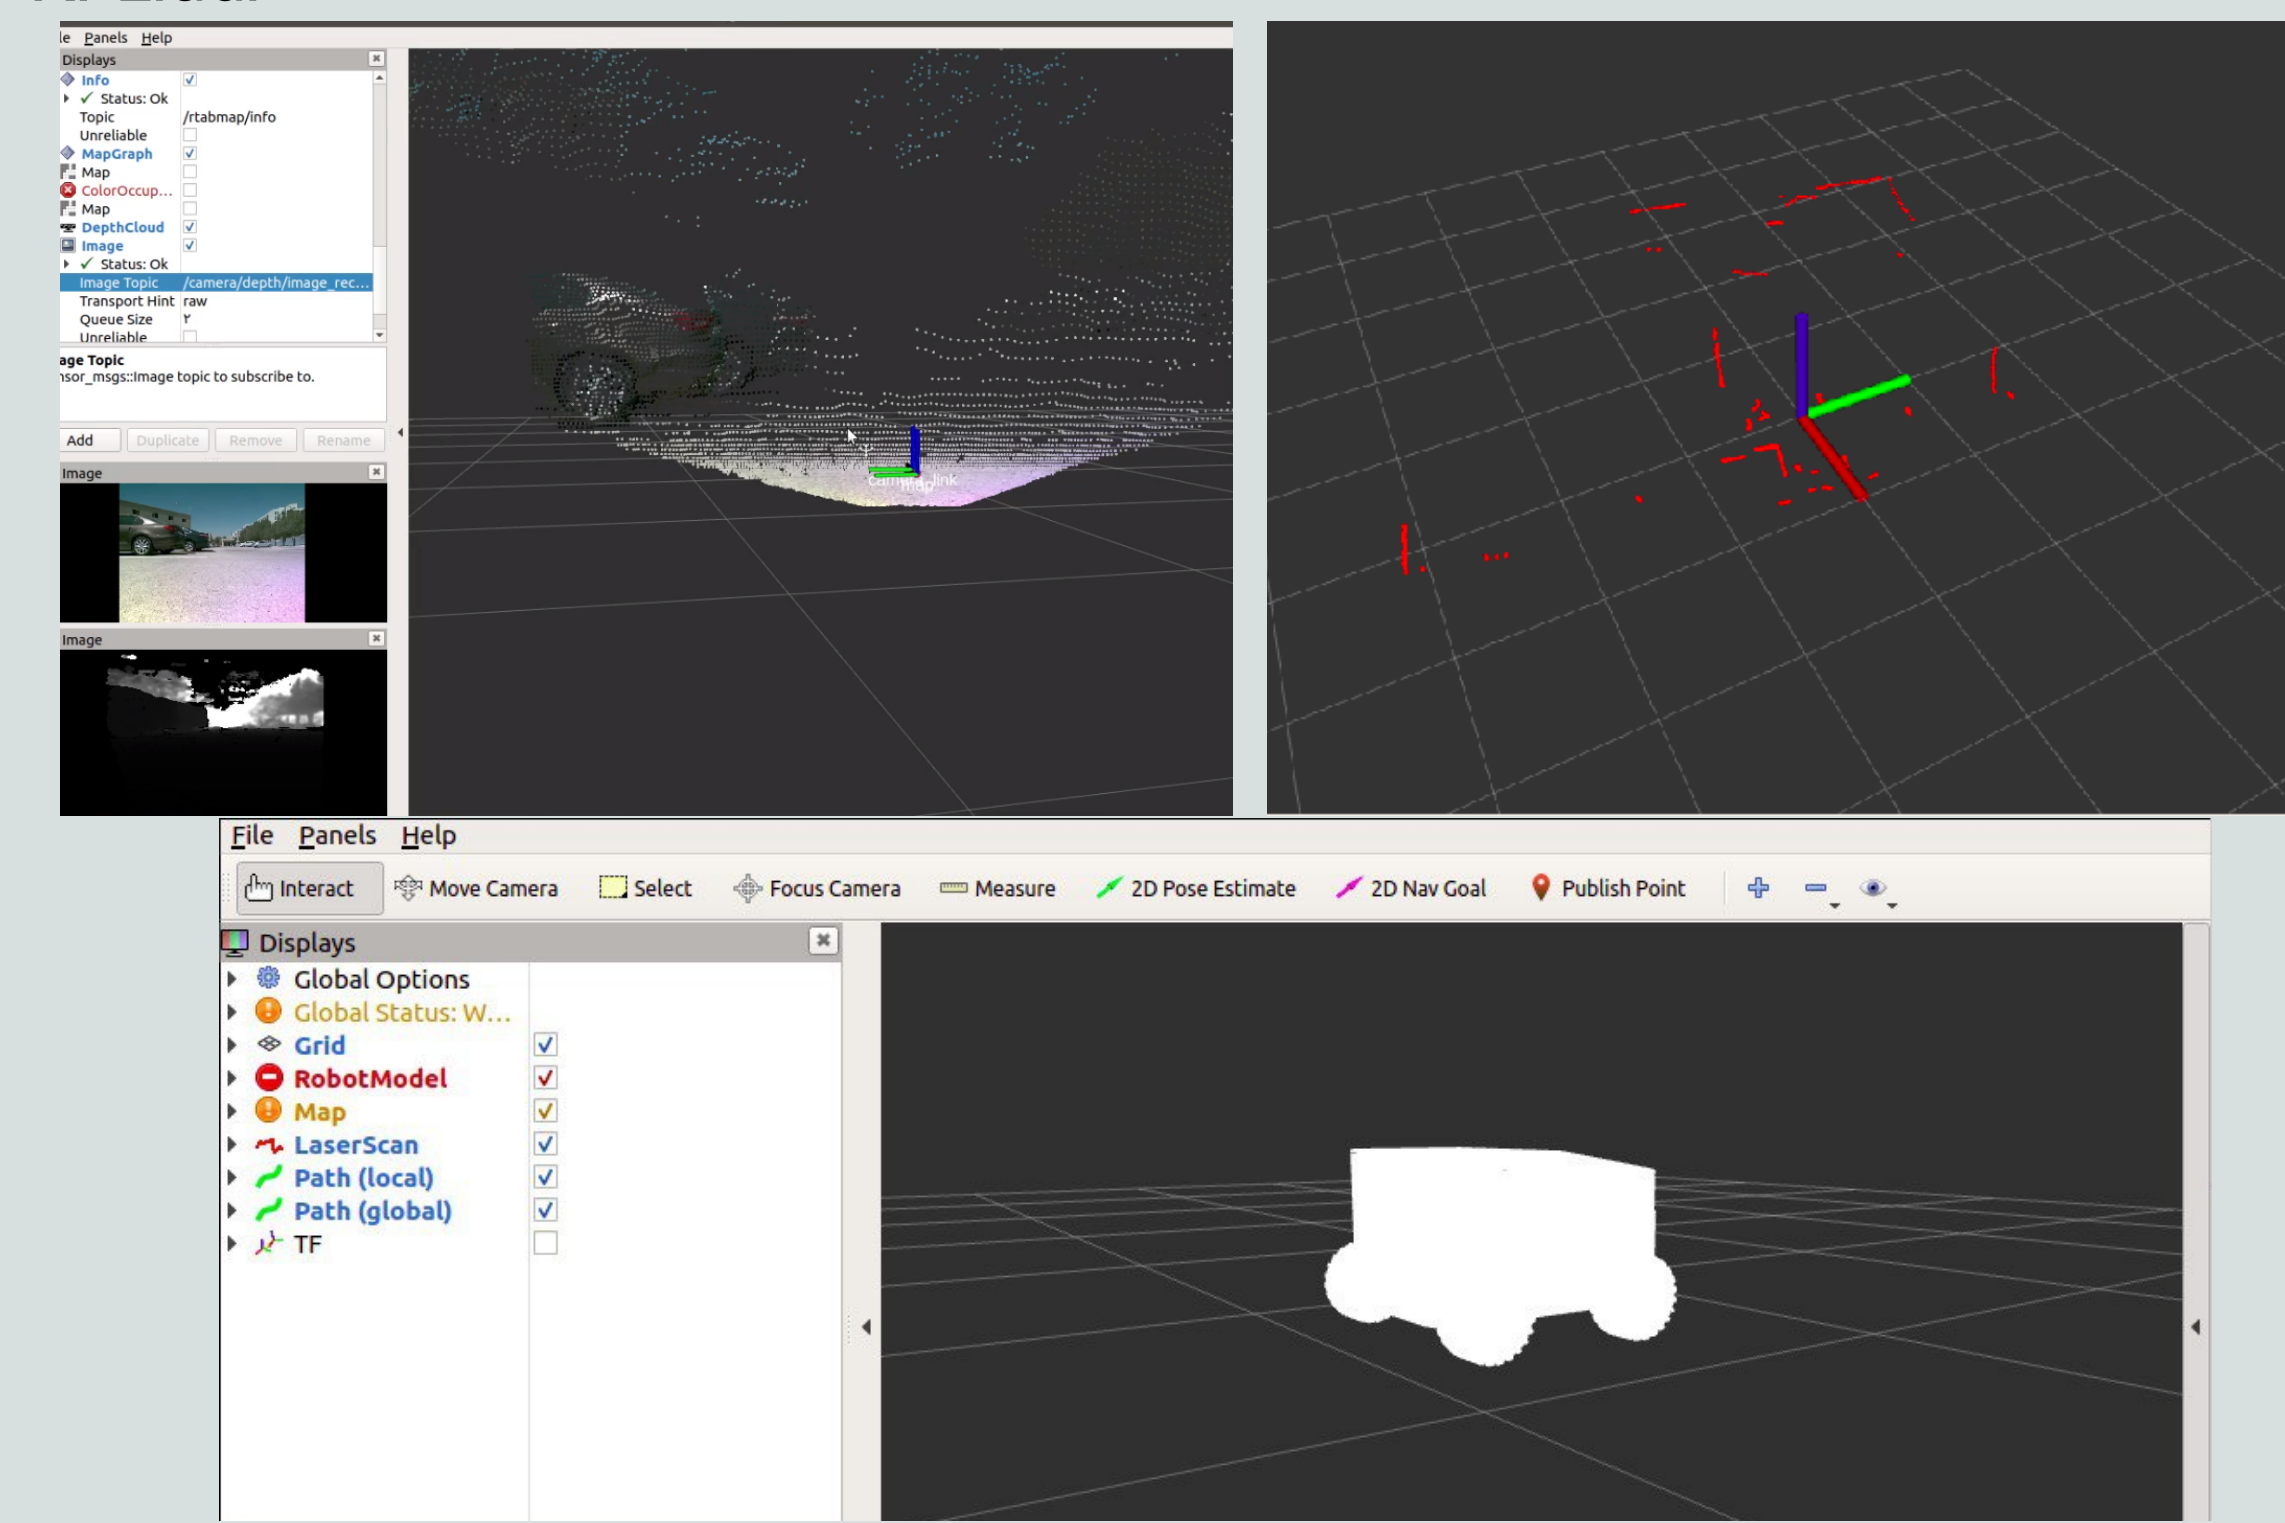 Panels Help
Displays
Info
Status: Ok
Topic /rtabmap/info
Unreliable
MapGraph
Map
ColorOccup...
Map
DepthCloud
Image
Status: Ok
Image Topic /camera/depth/image_rec...
Transport Hint raw
Queue Size ٢
Unreliable
age Topic
nsor_msgs::Image topic to subscribe to.
Add Duplicate Remove Rename
Image
Image
camera_link
map
File Panels Help
Interact Move Camera Select Focus Camera Measure 2D Pose Estimate 2D Nav Goal Publish Point
Displays
Global Options
Global Status: W...
Grid
RobotModel
Map
LaserScan
Path (local)
Path (global)
TF